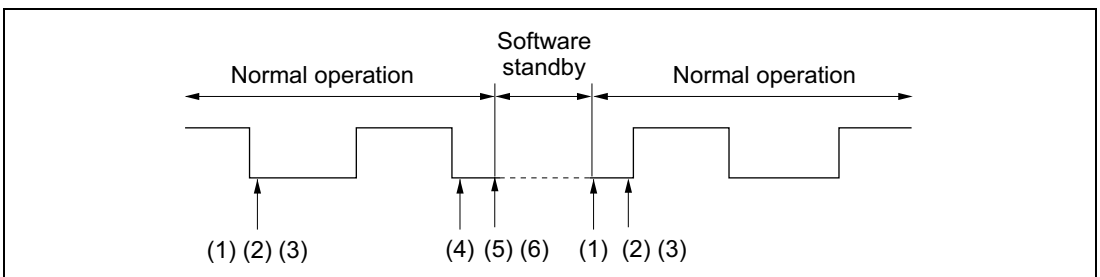 Software
standby
Normal operation
Normal operation
(1) (2) (3)
(4)
(5) (6)
(1)
(2) (3)